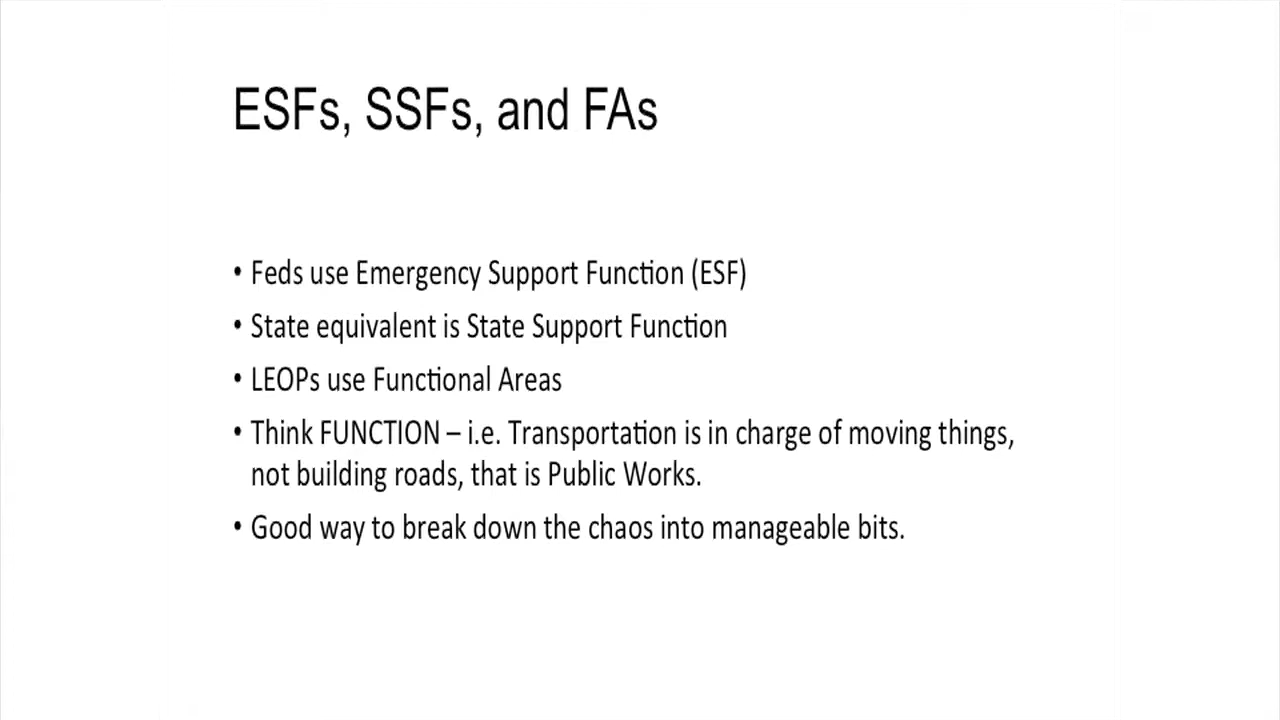 ESFs, SSFs, and FAs
• Feds use Emergency Support Function (ESF)
• State equivalent is State Support Function
• LEOPs use Functional Areas
• Think FUNCTION – i.e. Transportation is in charge of moving things,
not building roads, that is Public Works.
• Good way to break down the chaos into manageable bits.